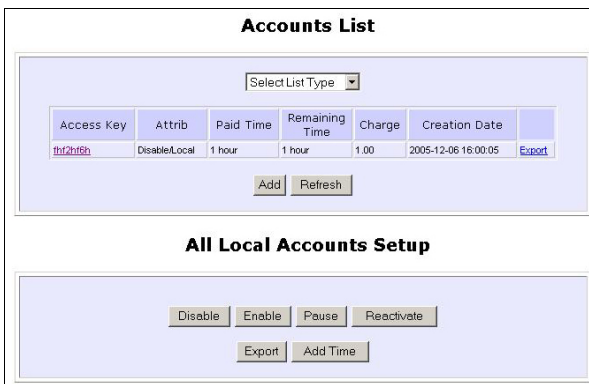 Accounts List
Select List Type
Access Key Attrib Paid Time Remaining Time Charge Creation Date
fhf2hf6h Disable/Local 1 hour 1 hour 1.00 2005-12-06 16:00:05 Export
Add Refresh
All Local Accounts Setup
Disable Enable Pause Reactivate
Export Add Time